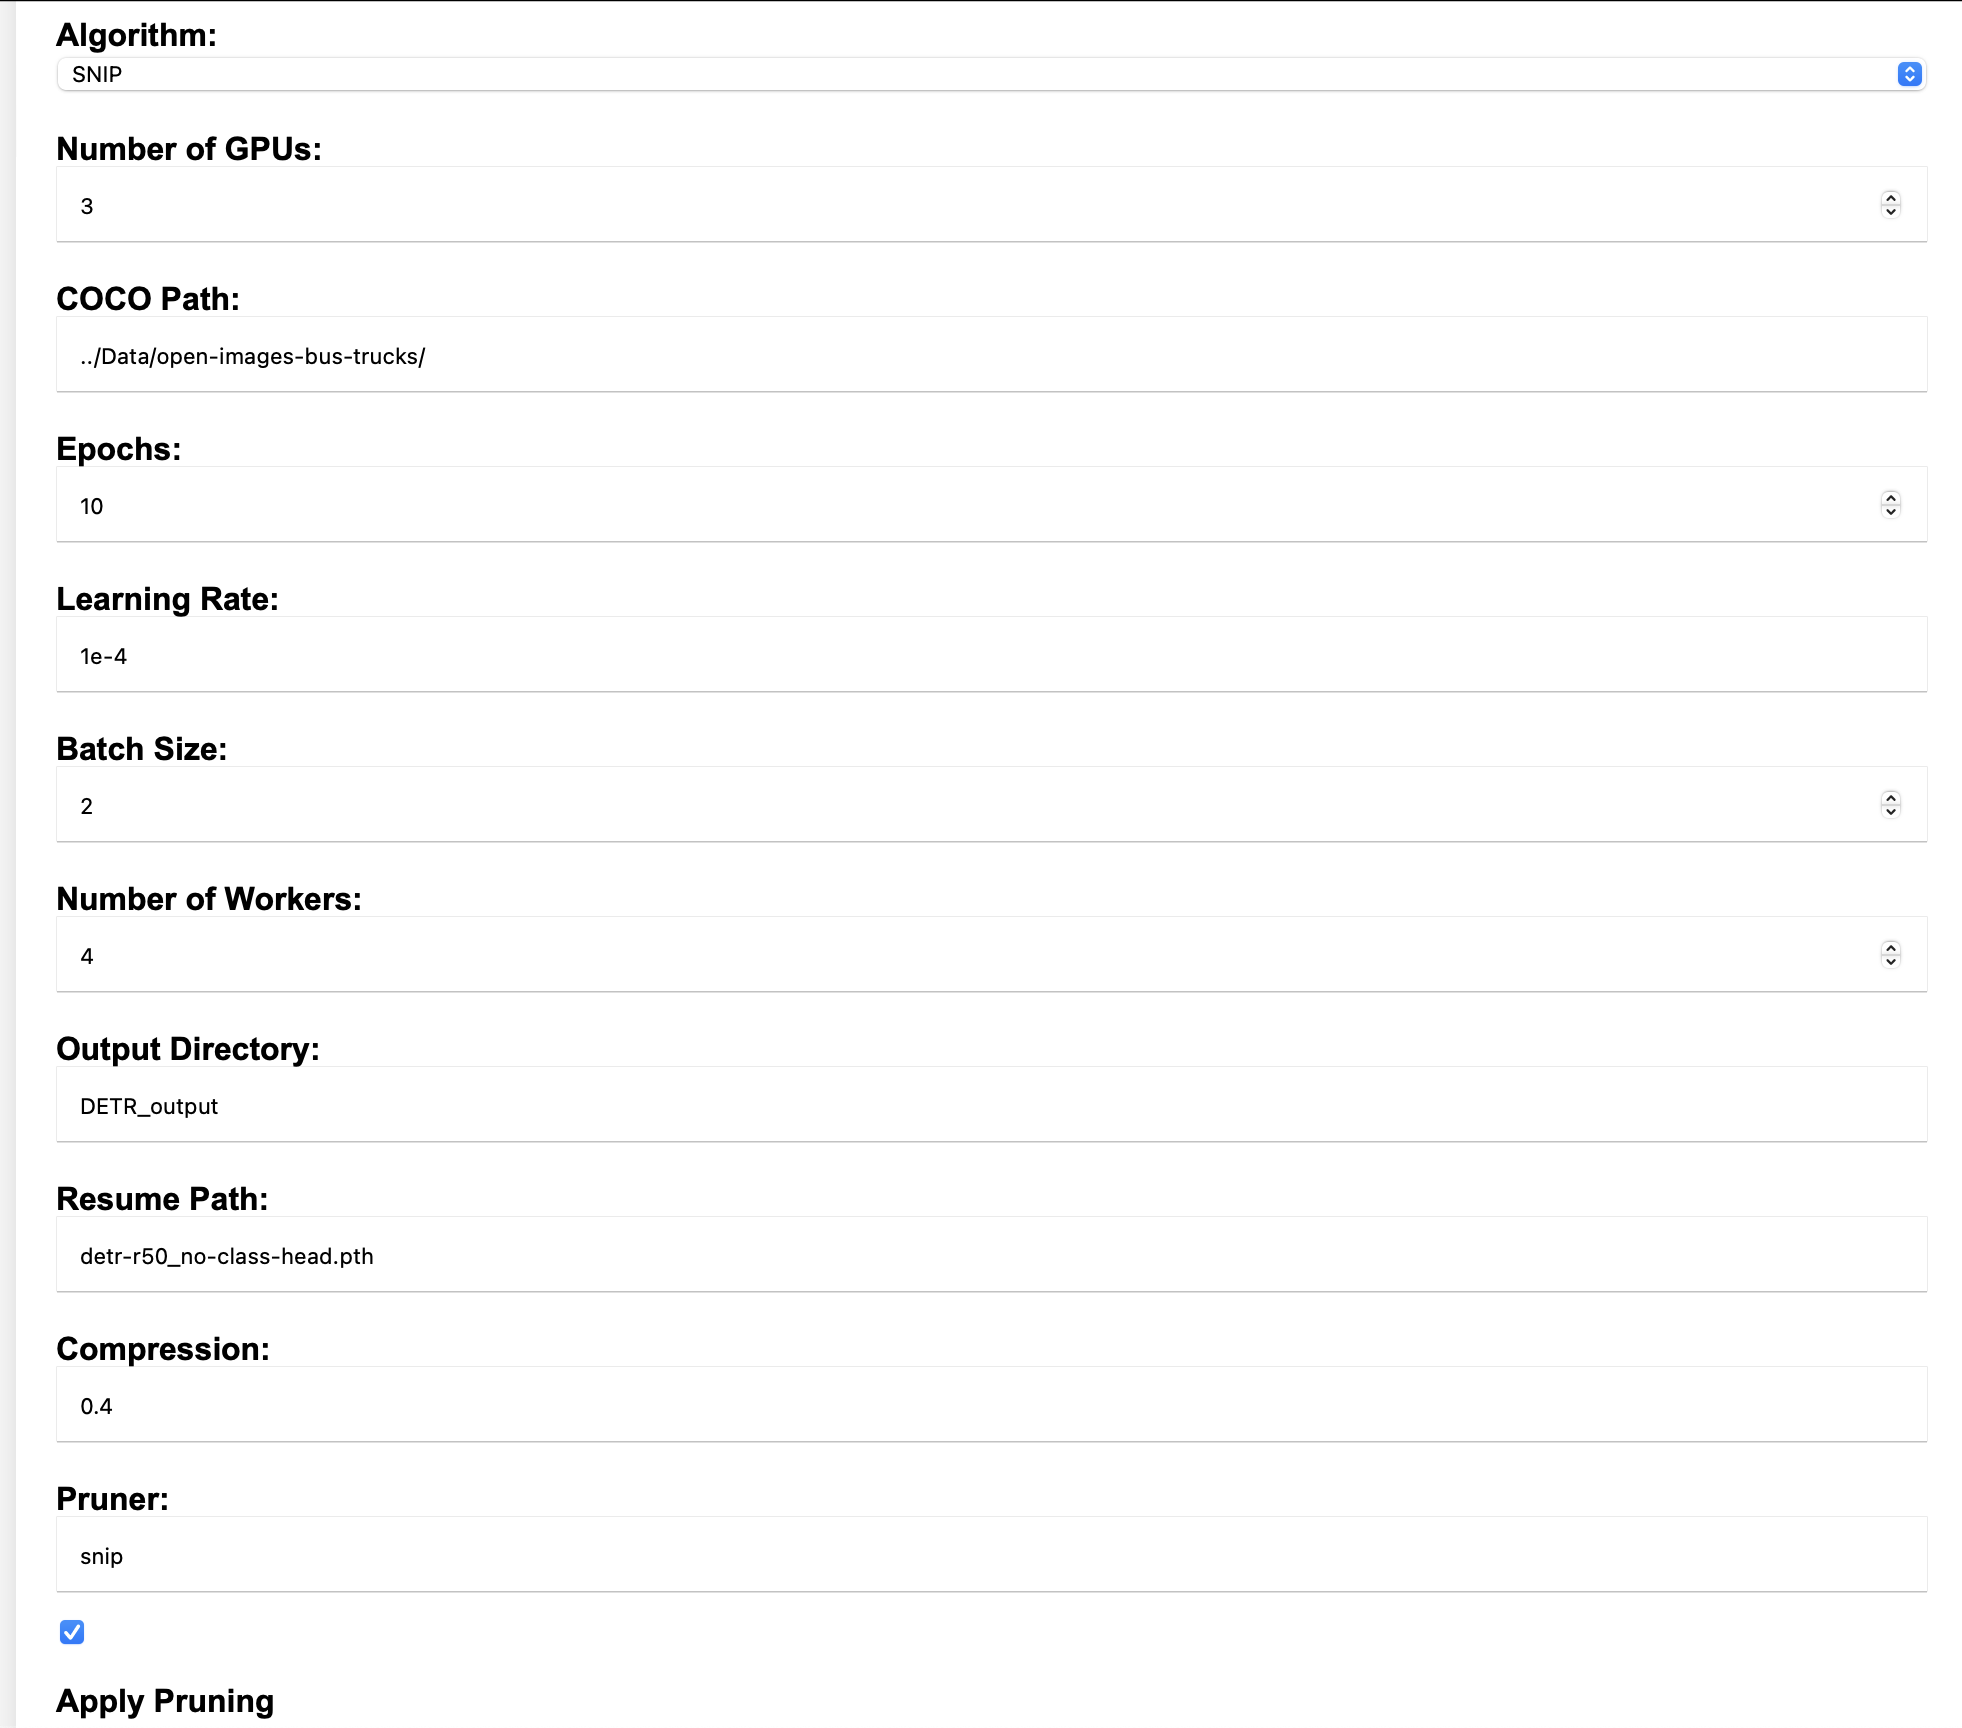 Algorithm:
SNIP
Number of GPUs:
3
COCO Path:
../Data/open-images-bus-trucks/
Epochs:
10
Learning Rate:
1e-4
Batch Size:
2
Number of Workers:
4
Output Directory:
DETR_output
Resume Path:
detr-r50_no-class-head.pth
Compression:
0.4
Pruner:
snip
Apply Pruning